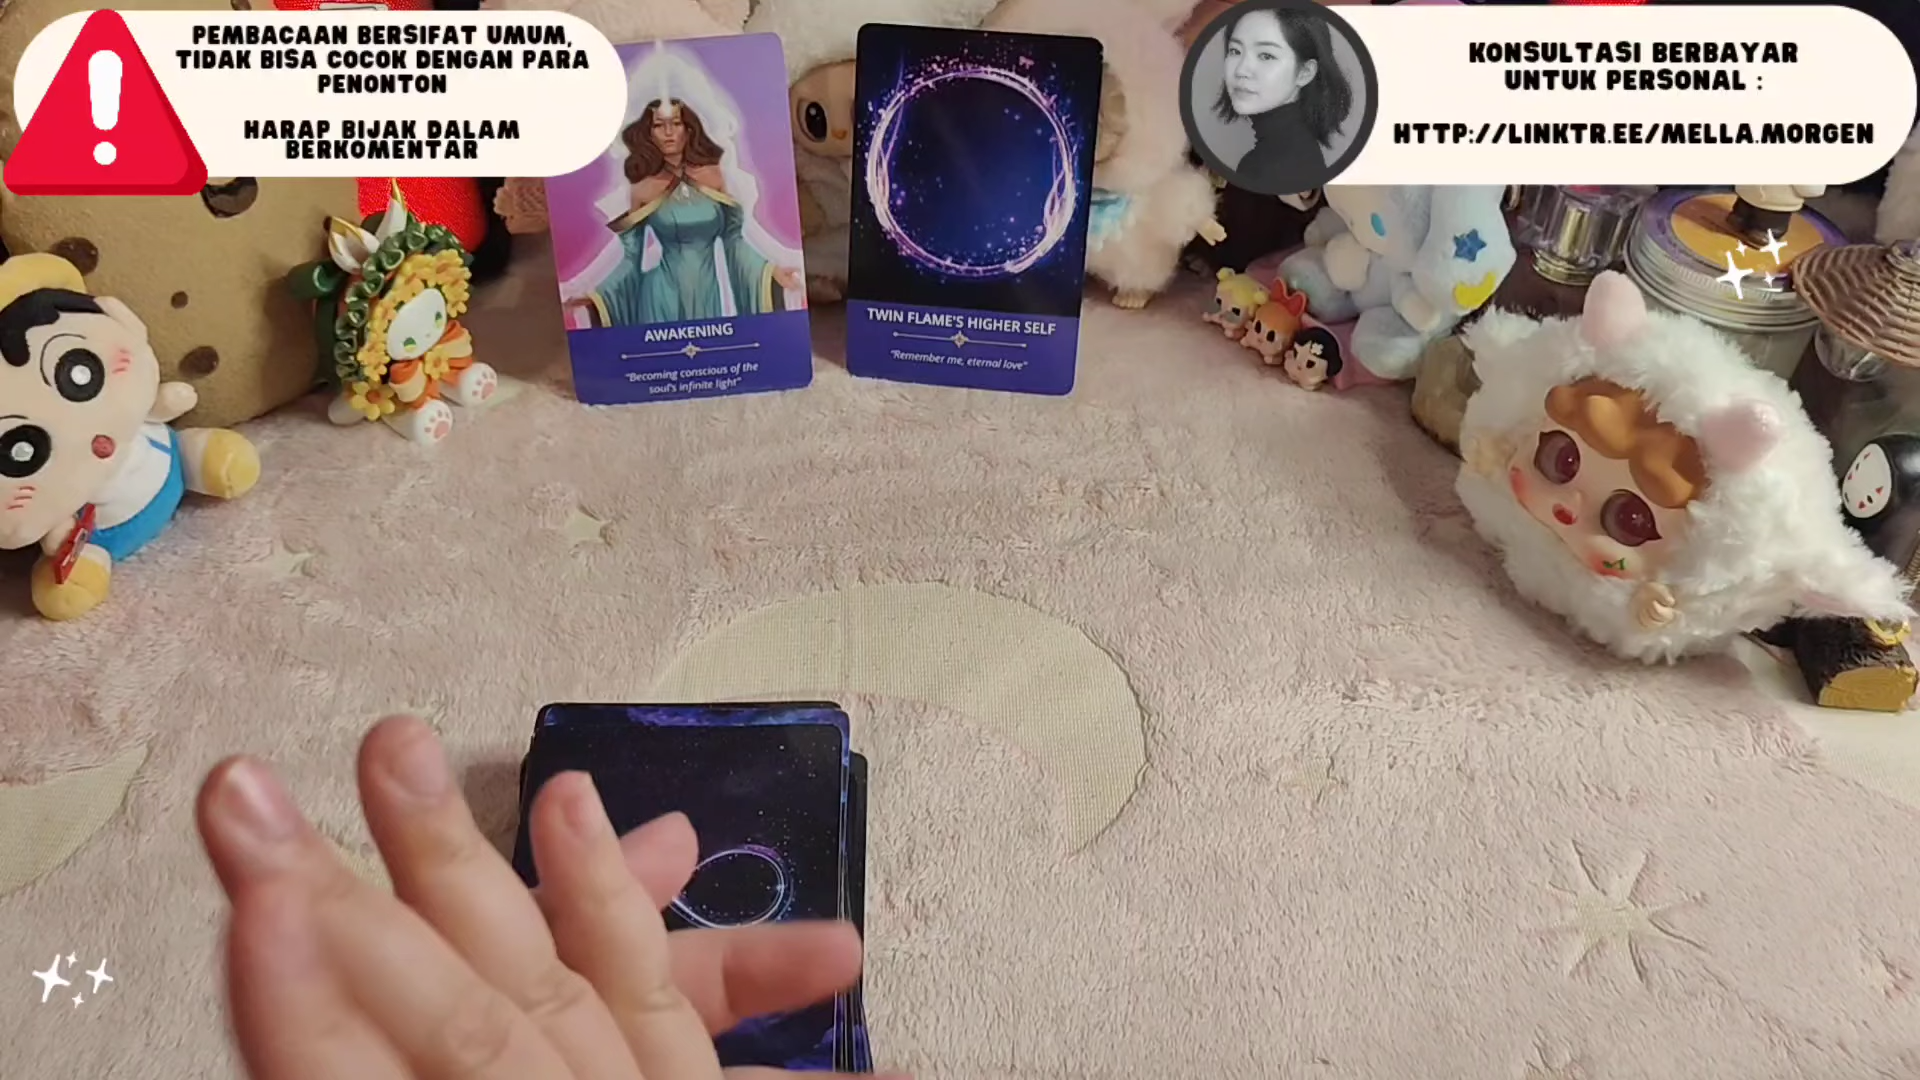 PEMBACAAN BERSIFAT UMUM,
TIDAK BISA COCOK DENGAN PARA
PENONTON
HARAP BIJAK DALAM
BERKOMENTAR
KONSULTASI BERBAYAR
UNTUK PERSONAL :
HTTP://LINKTR.EE/MELLA.MORGEN
AWAKENING
"Becoming conscious of the
soul's infinite light"
TWIN FLAME'S HIGHER SELF
"Remember me, eternal love"